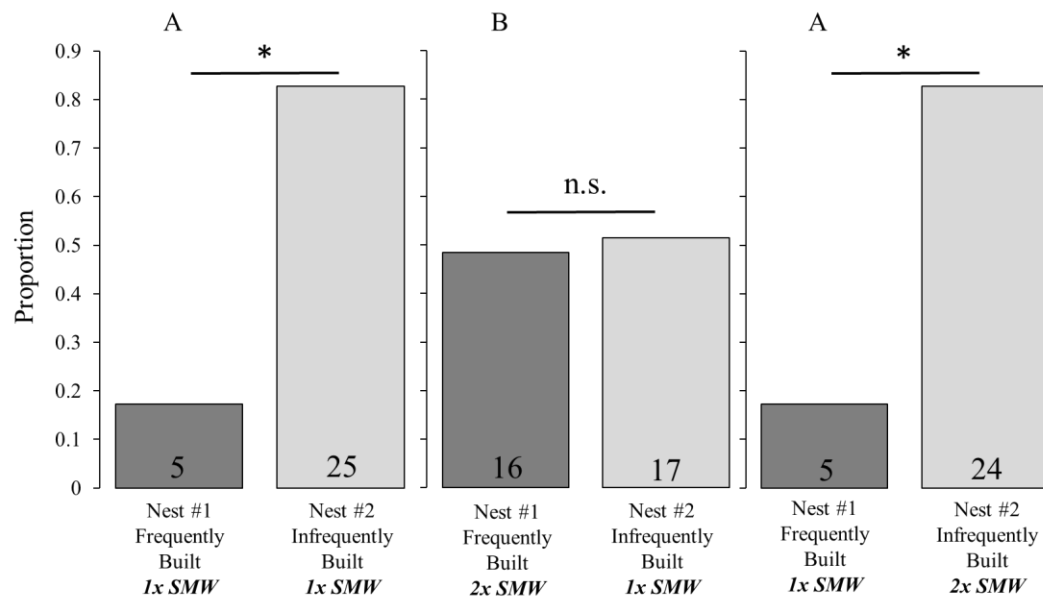 A
B
A
0.9
0.8
0.7
0.6
0.5
0.4
0.3
0.2
0.1
0
Proportion
*
n.s.
*
5
25
16
17
5
24
Nest #1
Frequently
Built
1x SMW
Nest #2
Infrequently
Built
1x SMW
Nest #1
Frequently
Built
2x SMW
Nest #2
Infrequently
Built
1x SMW
Nest #1
Frequently
Built
1x SMW
Nest #2
Infrequently
Built
2x SMW